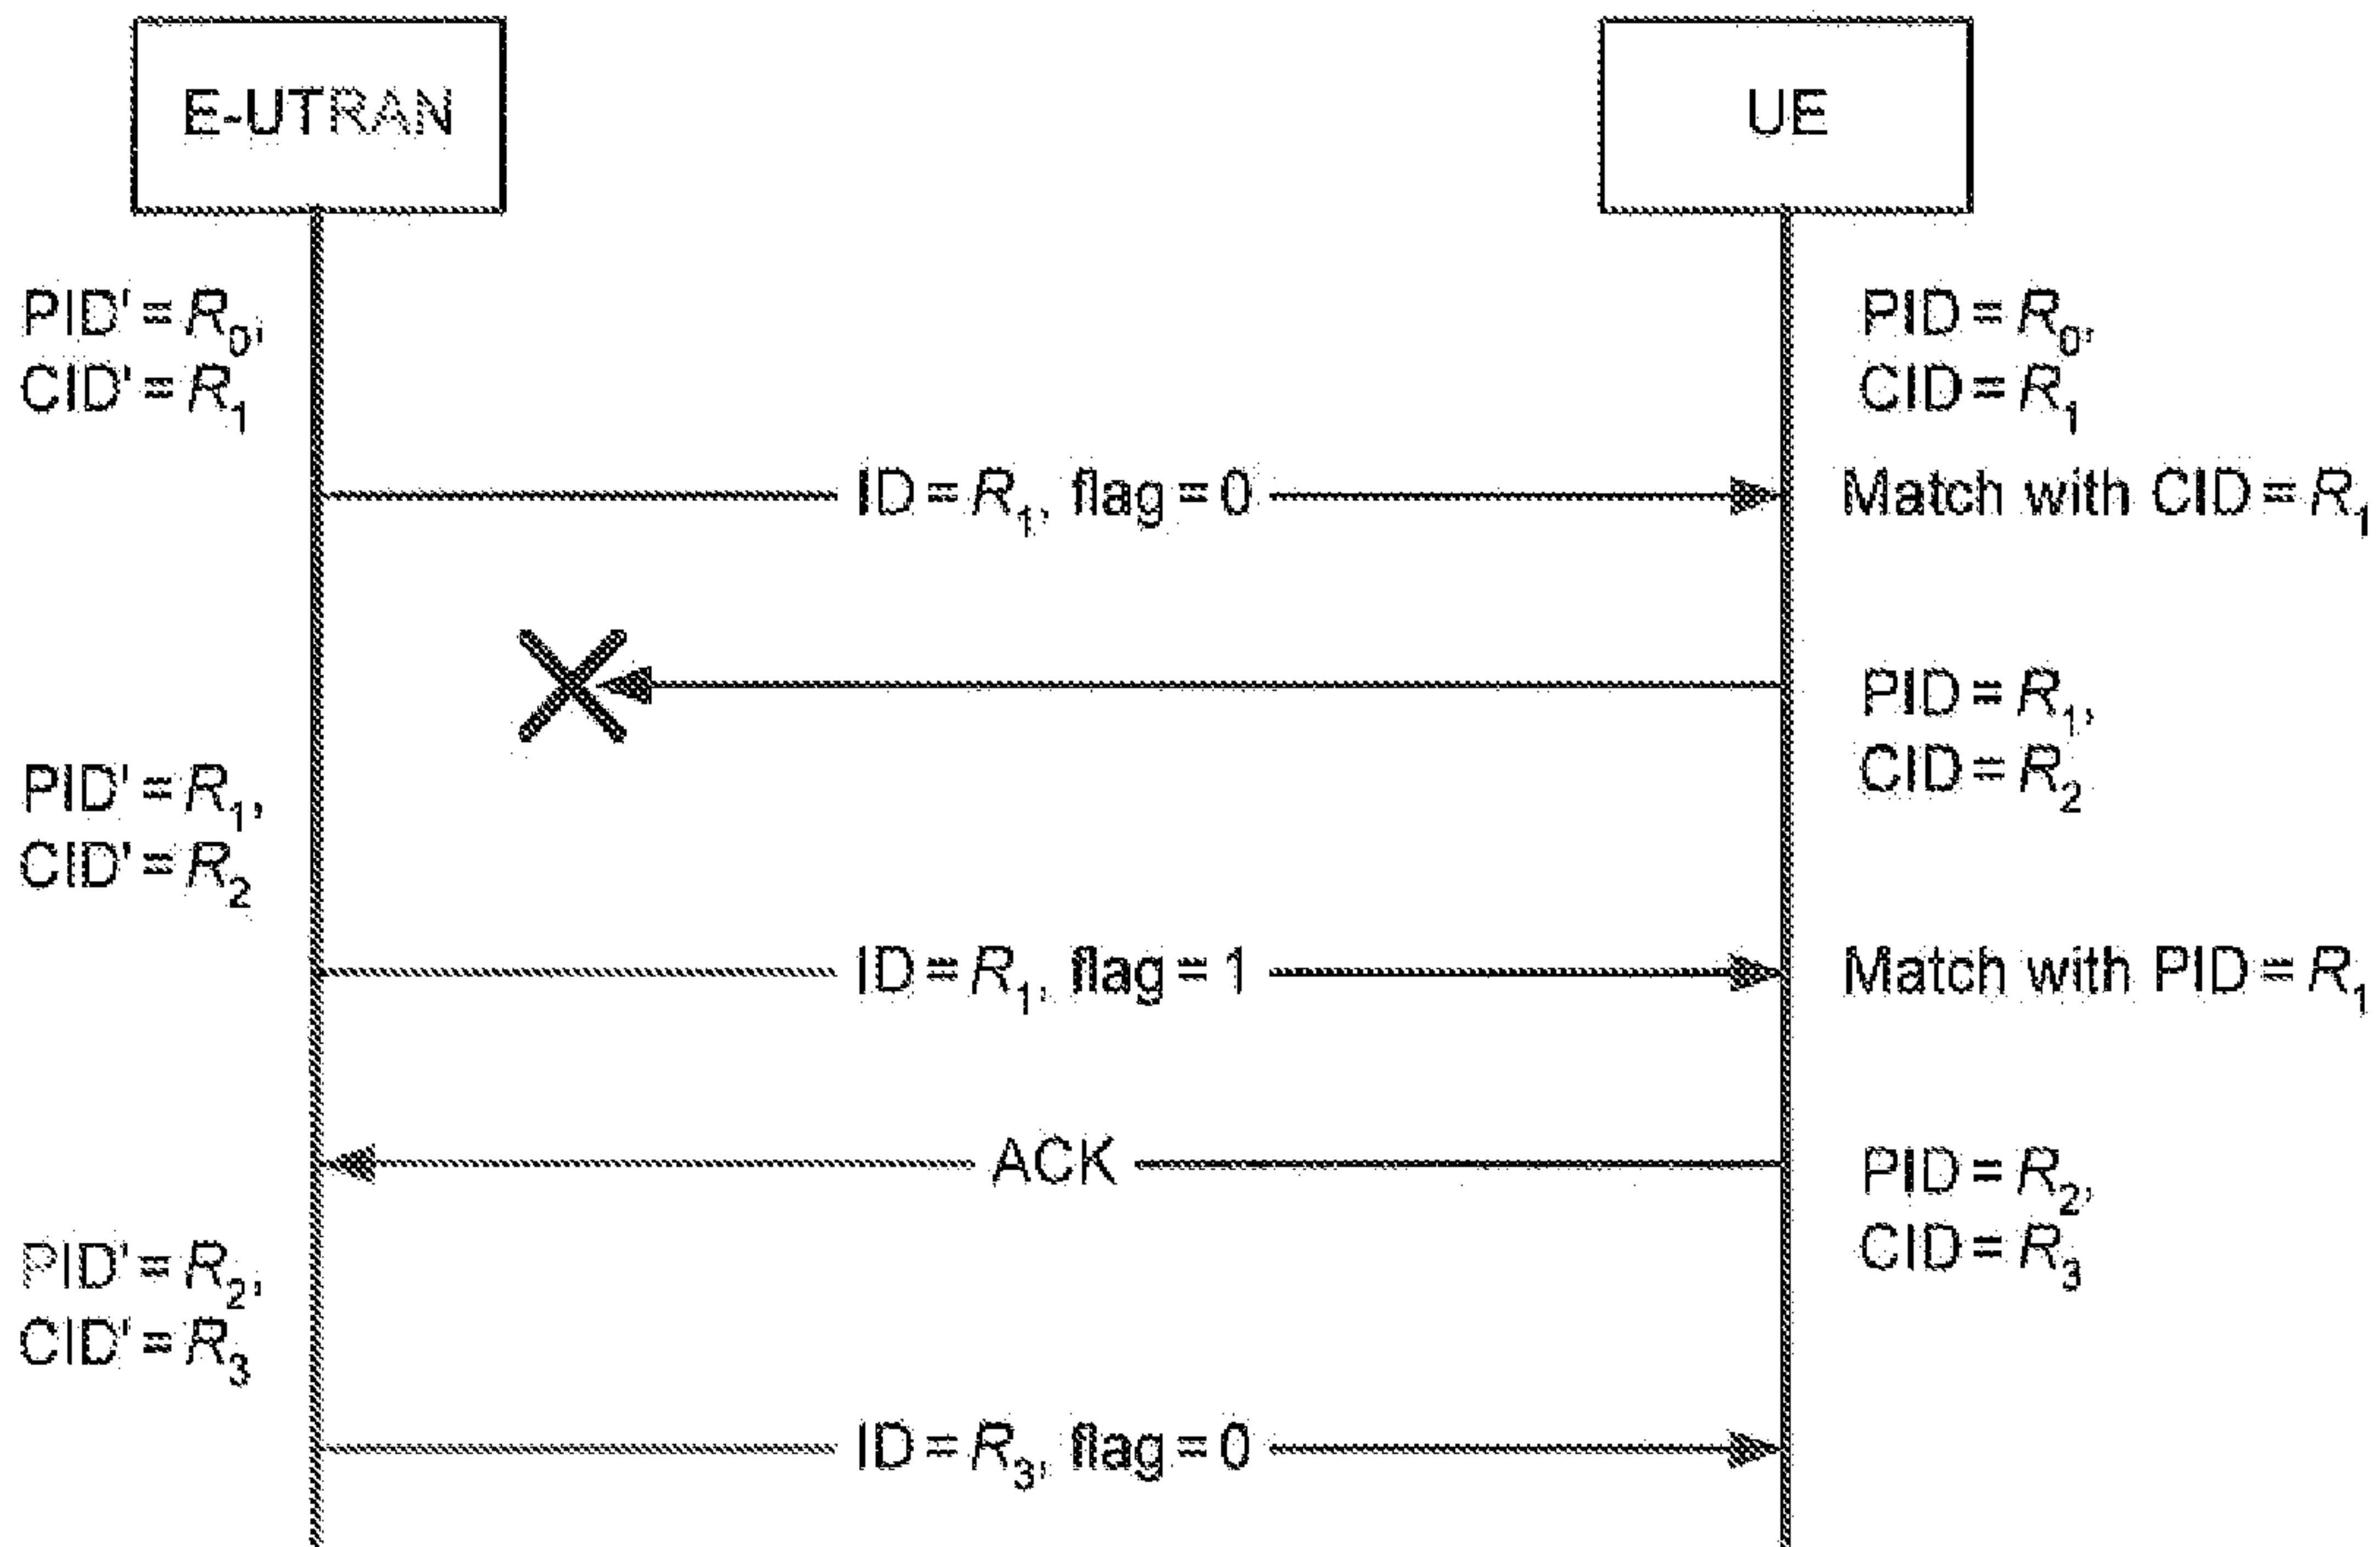 E-UTRAN
UE
PID' = R₀,
CID' = R₁
PID = R₀,
CID = R₁
ID = R₁, flag = 0
Match with CID = R₁
PID = R₁,
CID = R₂
PID' = R₁,
CID' = R₂
ID = R₁, flag = 1
Match with PID = R₁
ACK
PID = R₂,
CID = R₃
PID' = R₂,
CID' = R₃
ID = R₃, flag = 0